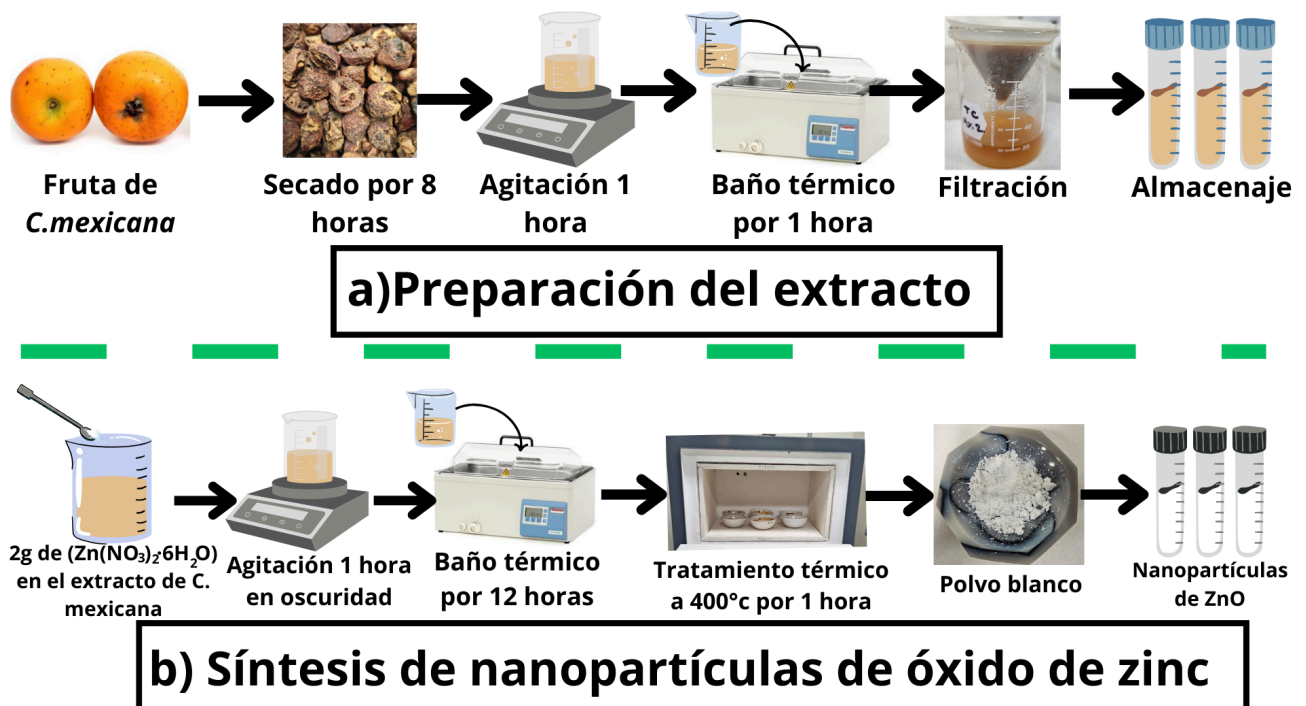 Fruta de
C.mexicana
Secado por 8
horas
Agitación 1
hora
Baño térmico
por 1 hora
TC
Filtración
Almacenaje
a)Preparación del extracto
2g de (Zn(NO₃)₂·6H₂O)
en el extracto de C.
mexicana
Agitación 1 hora
en oscuridad
Baño térmico
por 12 horas
Tratamiento térmico
a 400°c por 1 hora
Polvo blanco
Nanopartículas
de ZnO
b) Síntesis de nanopartículas de óxido de zinc